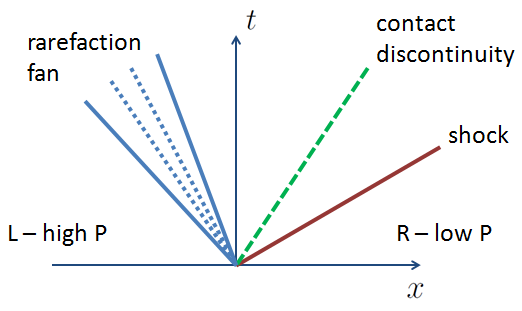 rarefaction
fan
t
contact
discontinuity
shock
L – high P
R – low P
x